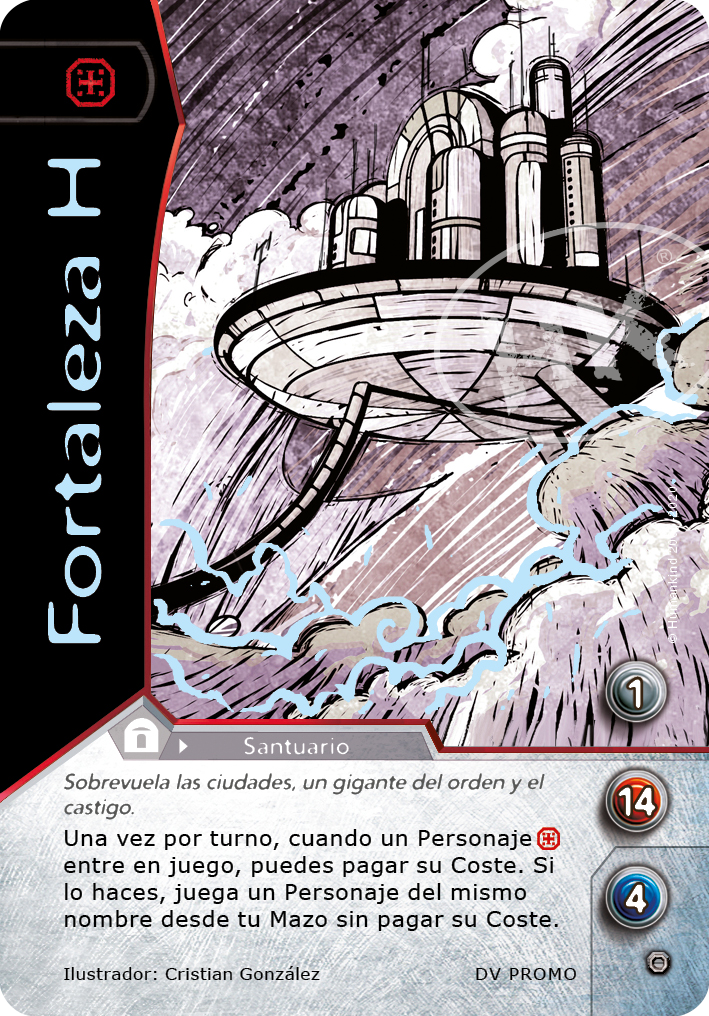 Fortaleza H
®
1
Santuario
Sobrevuela las ciudades, un gigante del orden y el
castigo.
14
Una vez por turno, cuando un Personaje
entre en juego, puedes pagar su Coste. Si
lo haces, juega un Personaje del mismo
nombre desde tu Mazo sin pagar su Coste.
4
Ilustrador: Cristian González
DV PROMO